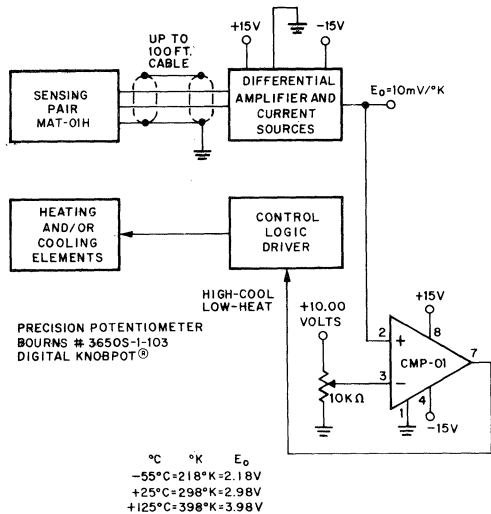 +15V
-15V
UP TO
100FT.
CABLE
SENSING
PAIR
MAT-01H
DIFFERENTIAL
AMPLIFIER AND
CURRENT
SOURCES
E₀=10mV/°K
HEATING
AND/OR
COOLING
ELEMENTS
CONTROL
LOGIC
DRIVER
HIGH-COOL
LOW-HEAT
+10.00
VOLTS
+15V
PRECISION POTENTIOMETER
BOURNS # 3650S-1-103
DIGITAL KNOBPOT®
2
+
8
7
CMP-01
3
−
10KΩ
1
4
-15V
°C °K E₀
-55°C=218°K=2.18V
+25°C=298°K=2.98V
+125°C=398°K=3.98V